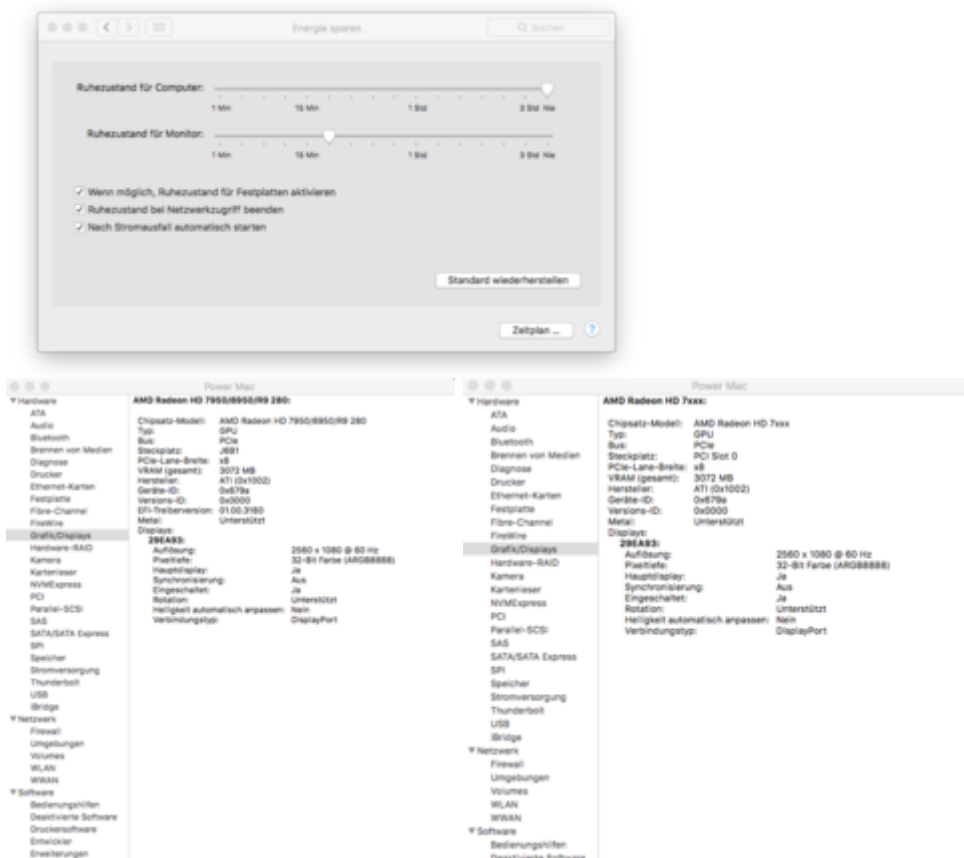 Energie sparen
Suchen
Ruhezustand für Computer:
1 Min 15 Min 1 Std 3 Std Nie
Ruhezustand für Monitor:
1 Min 15 Min 1 Std 3 Std Nie
Wenn möglich, Ruhezustand für Festplatten aktivieren
Ruhezustand bei Netzwerkzugriff beenden
Nach Stromausfall automatisch starten
Standard wiederherstellen
Zeitplan ...
?
Power Mac
Hardware
ATA
Audio
Bluetooth
Brennen von Medien
Diagnose
Drucker
Ethernet-Karten
Festplatte
Fibre-Channel
FireWire
Grafik/Displays
Hardware-RAID
Kamera
Kartenleser
NVMExpress
PCI
Parallel-SCSI
SAS
SATA/SATA Express
SPI
Speicher
Stromversorgung
Thunderbolt
USB
iBridge
Netzwerk
Firewall
Umgebungen
Volumes
WLAN
WWAN
Software
Bedienungshilfen
Deaktivierte Software
Druckersoftware
Entwickler
Erweiterungen
AMD Radeon HD 7950/8950/R9 280:
Chipsatz-Modell: AMD Radeon HD 7950/8950/R9 280
Typ: GPU
Bus: PCIe
Steckplatz: J6B1
PCIe-Lane-Breite: x8
VRAM (gesamt): 3072 MB
Hersteller: ATI (0x1002)
Geräte-ID: 0x679a
Versions-ID: 0x0000
EFI-Treiberversion: 01.00.3180
Metal: Unterstützt
Displays:
29EA93:
Auflösung: 2560 x 1080 @ 60 Hz
Pixeltiefe: 32-Bit Farbe (ARGB8888)
Hauptdisplay: Ja
Synchronisierung: Aus
Eingeschaltet: Ja
Rotation: Unterstützt
Helligkeit automatisch anpassen: Nein
Verbindungstyp: DisplayPort
Power Mac
Hardware
ATA
Audio
Bluetooth
Brennen von Medien
Diagnose
Drucker
Ethernet-Karten
Festplatte
Fibre-Channel
FireWire
Grafik/Displays
Hardware-RAID
Kamera
Kartenleser
NVMExpress
PCI
Parallel-SCSI
SAS
SATA/SATA Express
SPI
Speicher
Stromversorgung
Thunderbolt
USB
iBridge
Netzwerk
Firewall
Umgebungen
Volumes
WLAN
WWAN
Software
Bedienungshilfen
Deaktivierte Software
AMD Radeon HD 7xxx:
Chipsatz-Modell: AMD Radeon HD 7xxx
Typ: GPU
Bus: PCIe
Steckplatz: PCI Slot 0
PCIe-Lane-Breite: x8
VRAM (gesamt): 3072 MB
Hersteller: ATI (0x1002)
Geräte-ID: 0x679a
Versions-ID: 0x0000
Metal: Unterstützt
Displays:
29EA93:
Auflösung: 2560 x 1080 @ 60 Hz
Pixeltiefe: 32-Bit Farbe (ARGB8888)
Hauptdisplay: Ja
Synchronisierung: Aus
Eingeschaltet: Ja
Rotation: Unterstützt
Helligkeit automatisch anpassen: Nein
Verbindungstyp: DisplayPort